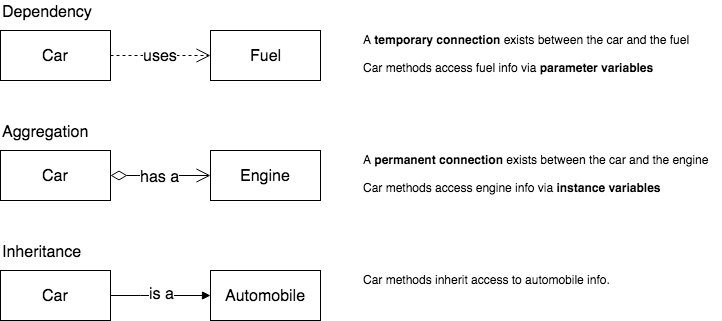 Dependency
Car
uses
Fuel
A temporary connection exists between the car and the fuel
Car methods access fuel info via parameter variables
Aggregation
Car
has a
Engine
A permanent connection exists between the car and the engine
Car methods access engine info via instance variables
Inheritance
Car
is a
Automobile
Car methods inherit access to automobile info.